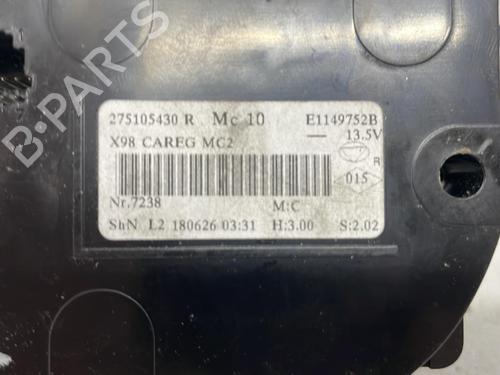 275105430 R Mc 10 E1149752B
— 13.5V
X98 CAREG MC2
R
015
Nr.7238 M:C
ShN L2 180626 03:31 H:3.00 S:2.02
B-PARTS